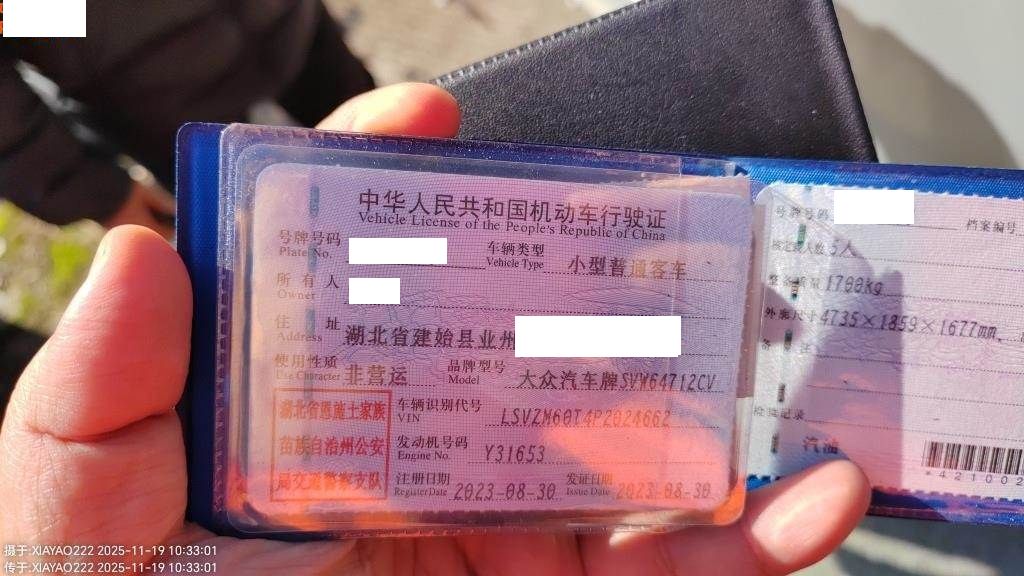 中华人民共和国机动车行驶证
Vehicle License of the People's Republic of China
号牌号码
Plate No.
车辆类型
Vehicle Type
小型普通客车
所有人
Owner
住址
Address
湖北省建始县业州
使用性质
Use Character
非营运
品牌型号
Model
大众汽车牌SVW64712CV
湖北省恩施土家族
苗族自治州公安
局交通警察支队
车辆识别代号
VIN
LSVZN60T4P2024662
发动机号码
Engine No.
Y31653
注册日期
Register Date
2023-08-30
发证日期
Issue Date
2023-08-30
号牌号码
档案编号
核定载人数 5人
整备质量 1700kg
外廓尺寸 4735×1859×1677mm
备注
检验记录
汽油
*421002
摄于:XIAYAO222 2025-11-19 10:33:01
传于:XIAYAO222 2025-11-19 10:33:01